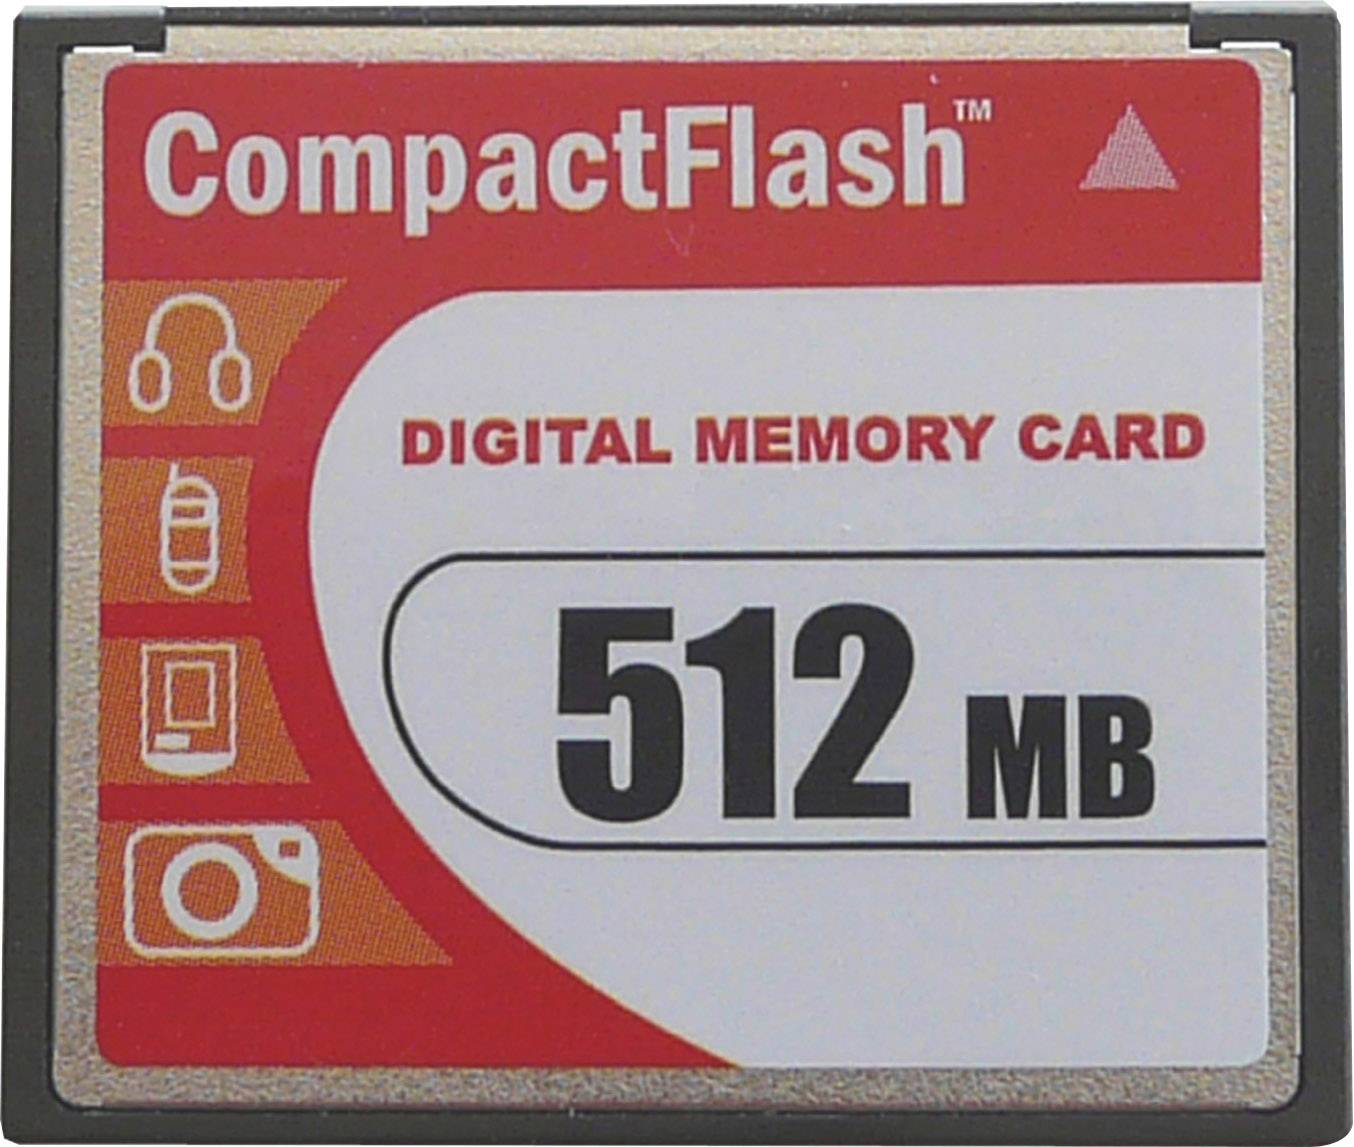 CompactFlash™
DIGITAL MEMORY CARD
512 MB